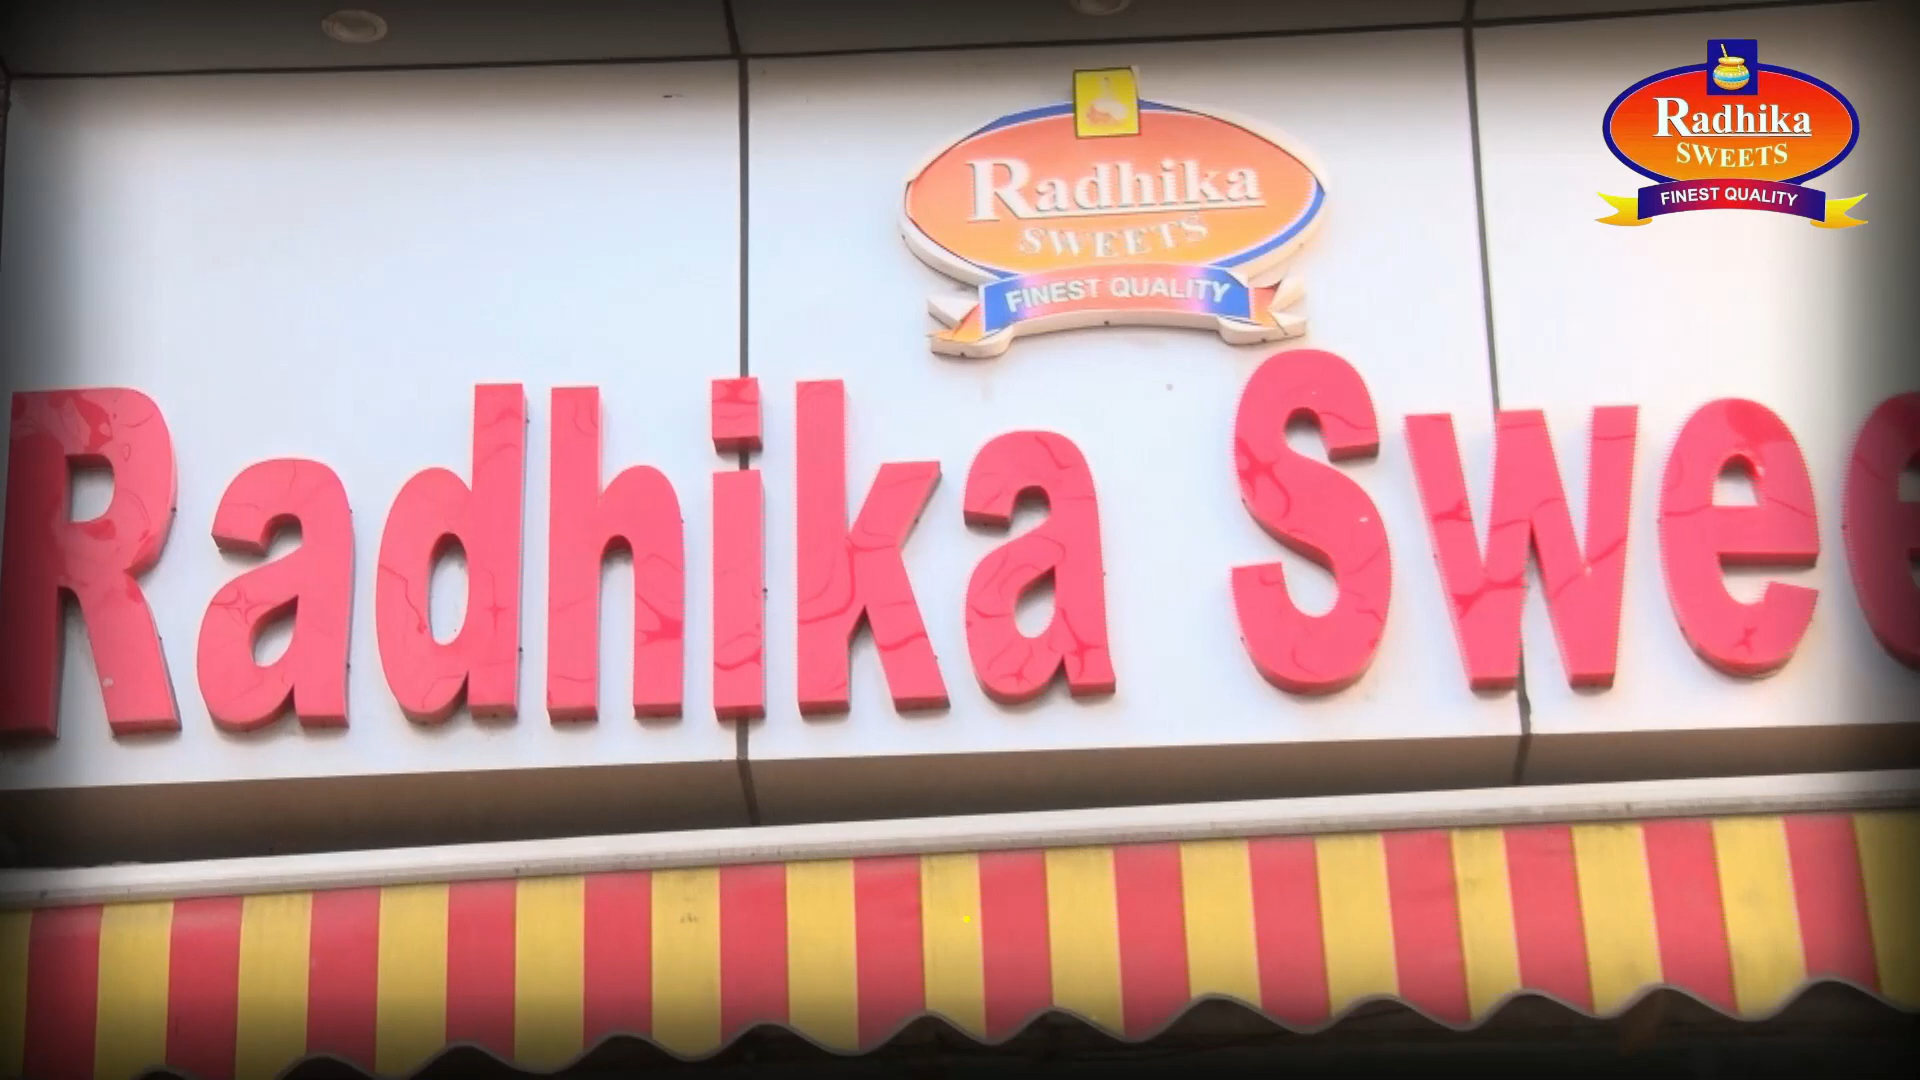 Radhika
SWEETS
FINEST QUALITY
Radhika
SWEETS
FINEST QUALITY
Radhika Swee